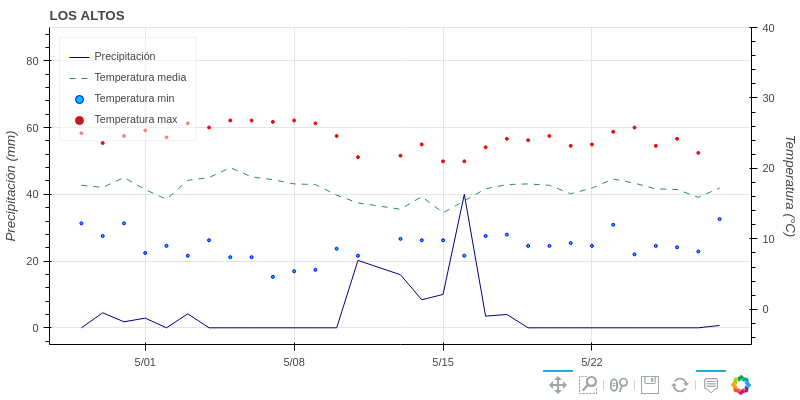 LOS ALTOS
Precipitación
Temperatura media
Temperatura min
Temperatura max
Precipitación (mm)
80
60
40
20
0
Temperatura (°C)
40
30
20
10
0
5/01
5/08
5/15
5/22